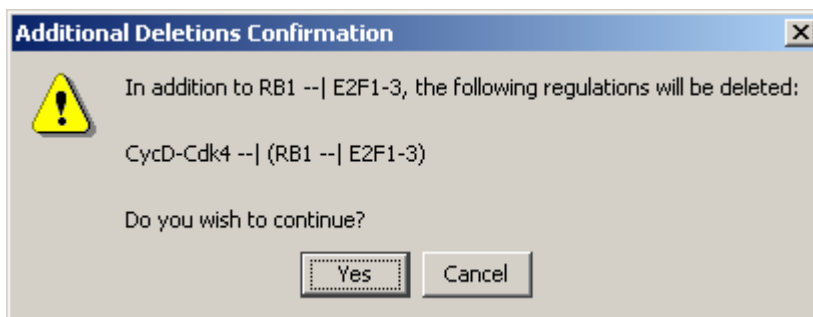 Additional Deletions Confirmation
In addition to RB1 --| E2F1-3, the following regulations will be deleted:
CycD-Cdk4 --| (RB1 --| E2F1-3)
Do you wish to continue?
Yes Cancel